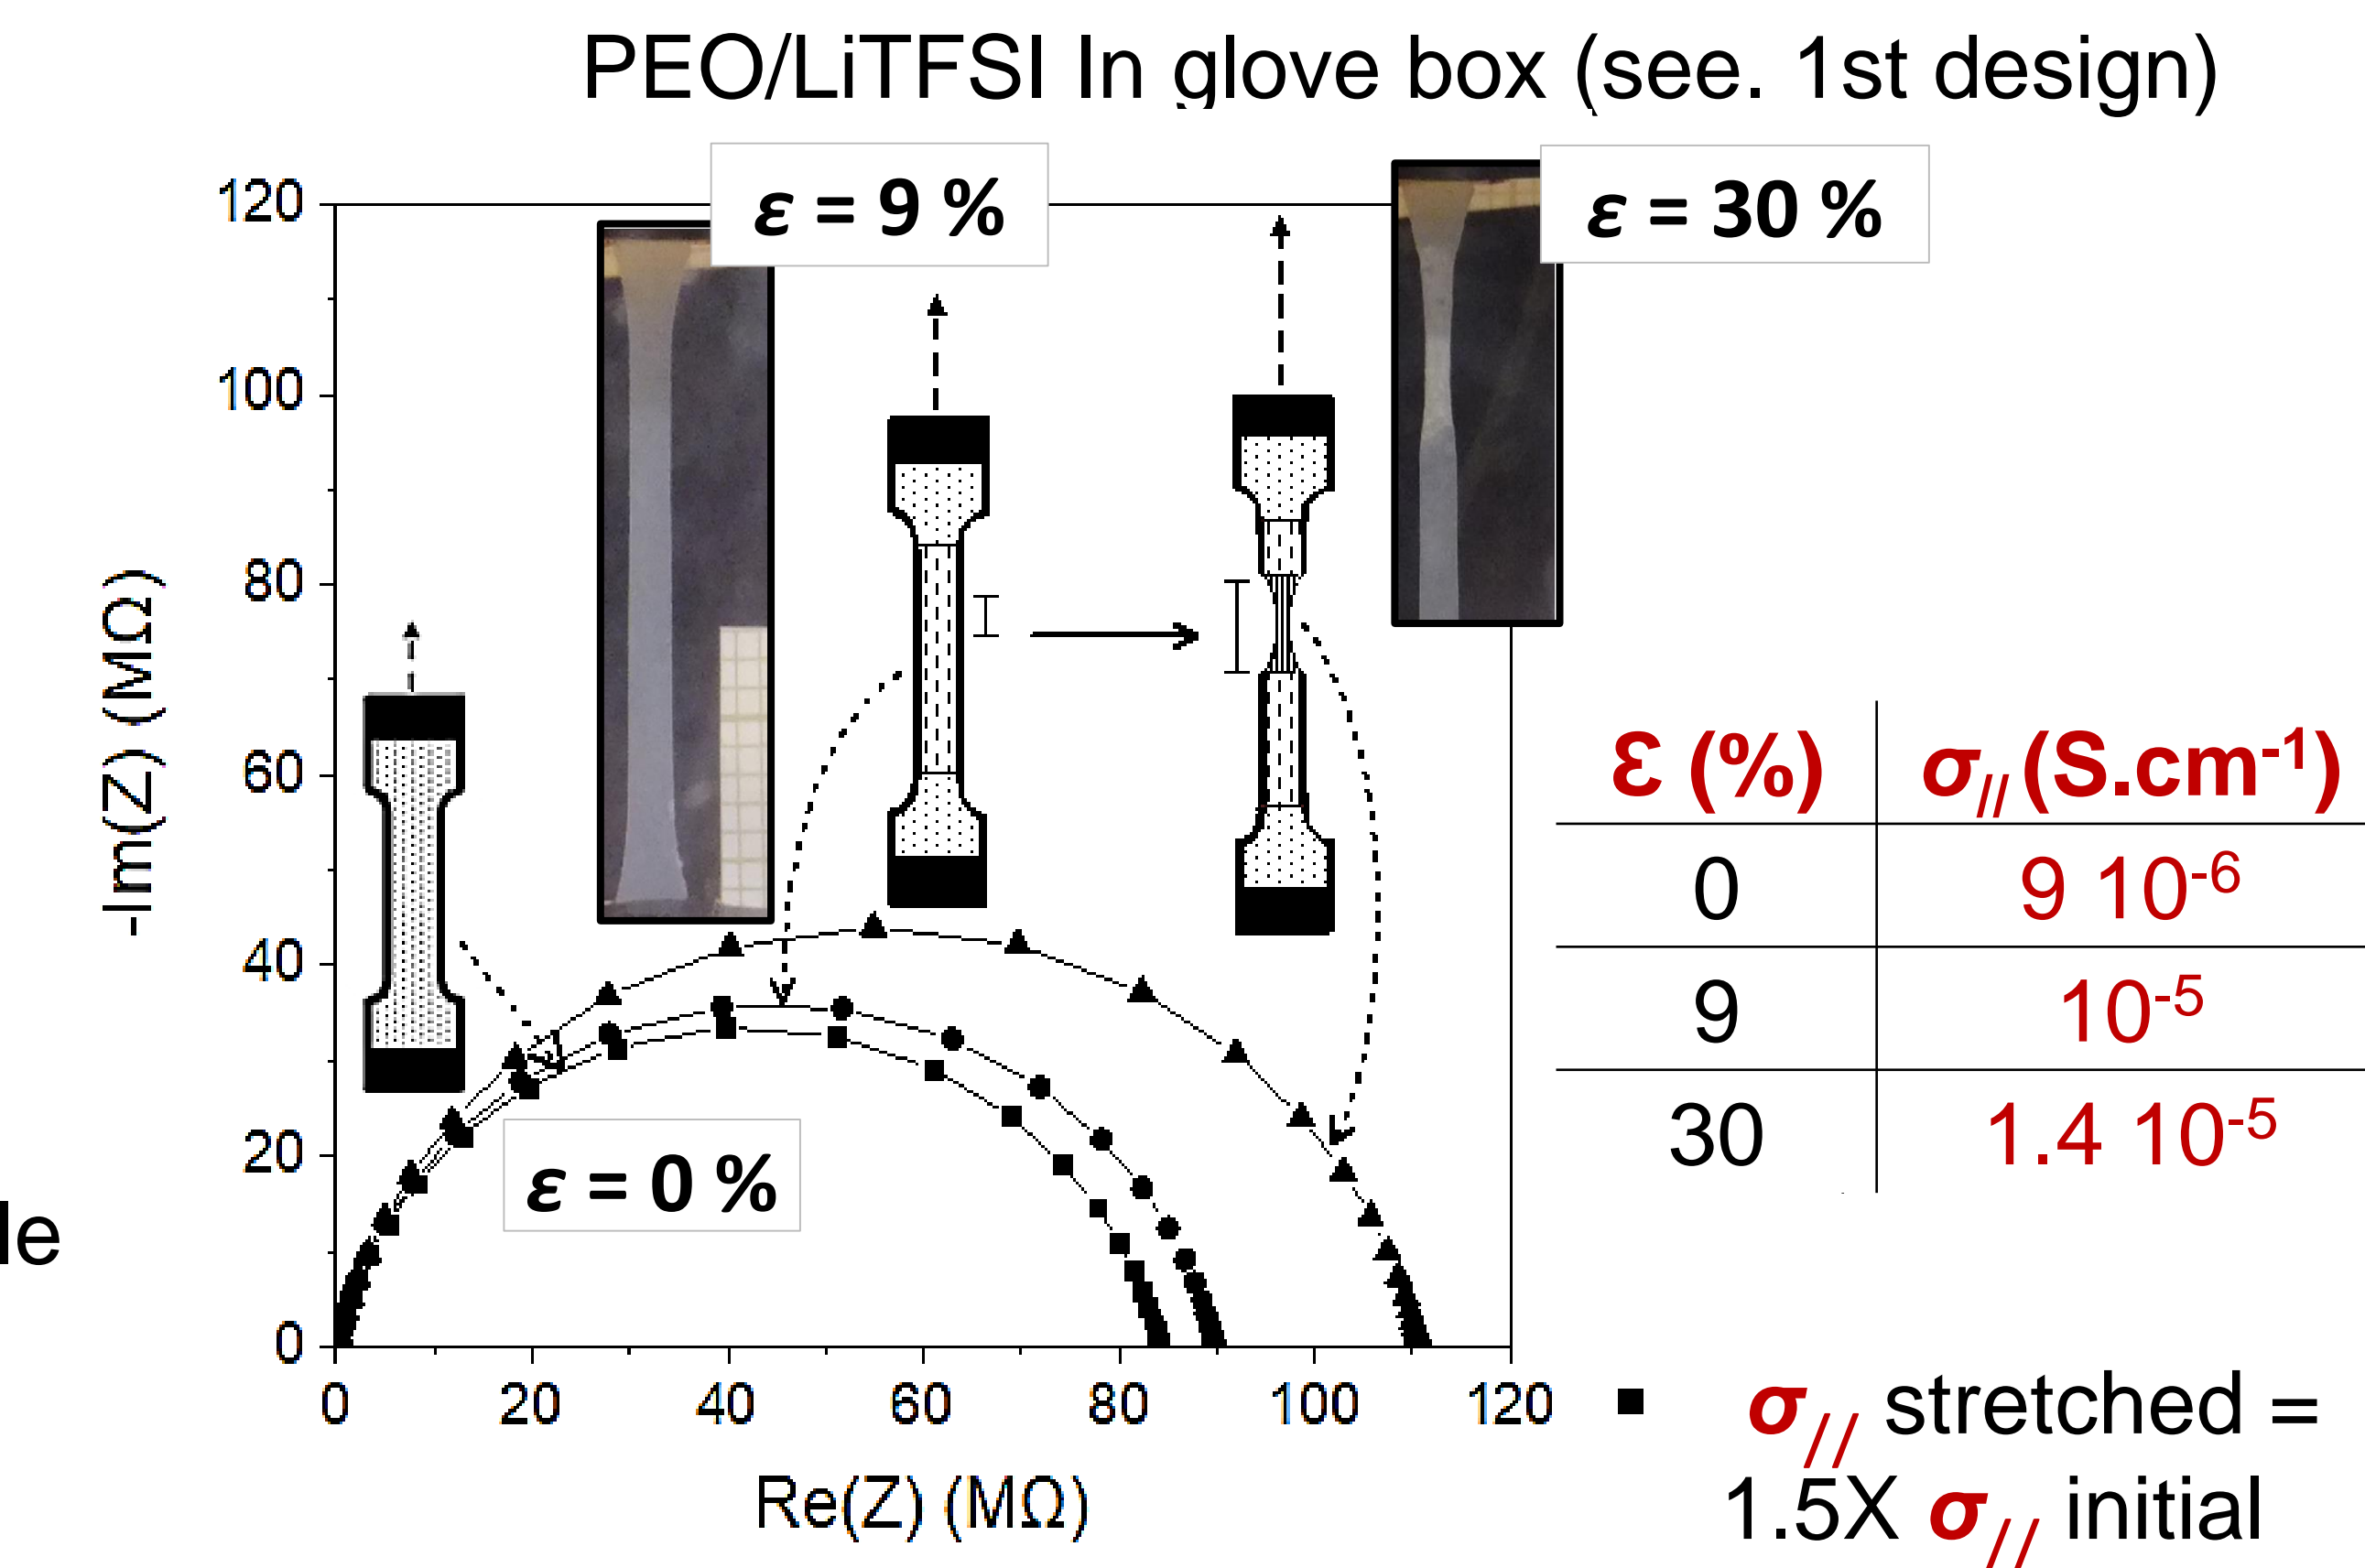 PEO/LiTFSI In glove box (see. 1st design)
ε = 9 %
ε = 30 %
120
100
80
60
40
20
0
-Im(Z) (MΩ)
ε = 0 %
0 20 40 60 80 100 120
Re(Z) (MΩ)
Ɛ (%) σ// (S.cm-1)
0 9 10-6
9 10-5
30 1.4 10-5
le
■ σ// stretched =
1.5X σ// initial